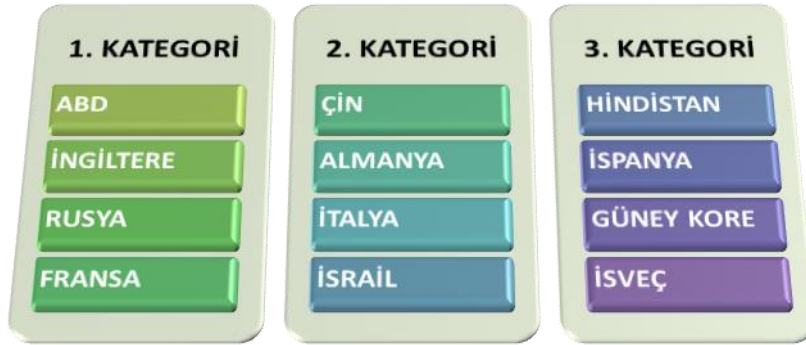 1. KATEGORİ
ABD
İNGİLTERE
RUSYA
FRANSA
2. KATEGORİ
ÇİN
ALMANYA
İTALYA
İSRAİL
3. KATEGORİ
HİNDİSTAN
İSPANYA
GÜNEY KORE
İSVEÇ